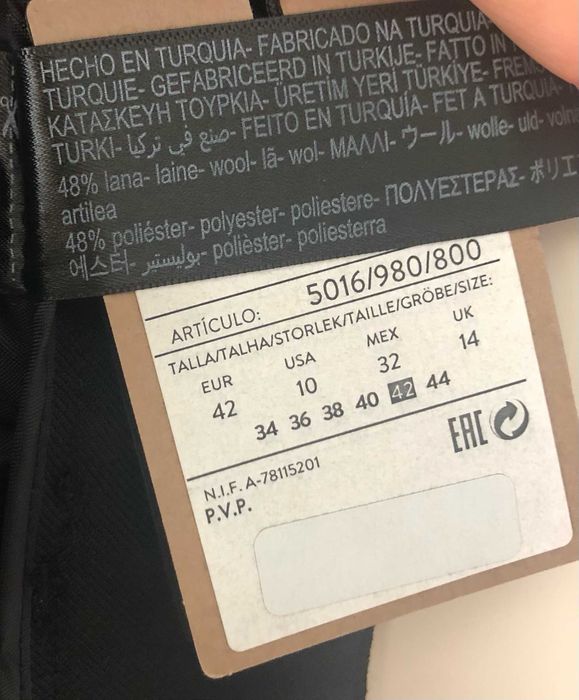 HECHO EN TURQUIA- FABRICADO NA TURQUIA-
TURQUIE- GEFABRICEERD IN TURKIJE- FATTO IN
ΚΑΤΑΣΚΕΥΗ ΤΟΥΡΚΙΑ- ÜRETİM YERİ TÜRKİYE-
TURKI- صنع في تركيا- FEITO EN TURQUÍA- FET A TURQUIA-
48% lana- laine- wool- lã- wol- ΜΑΛΛΙ- ウール- wolle- uld- volna
artilea
48% poliéster- polyester- poliestere- ΠΟΛΥΕΣΤΕΡΑΣ- ポリエ
에스터- بوليستير- polièster- poliesterra
ARTÍCULO: 5016/980/800
TALLA/TALHA/STORLEK/TAILLE/GRÖBE/SIZE:
EUR USA MEX UK
42 10 32 14
34 36 38 40 42 44
EAC
N.I.F. A-78115201
P.V.P.